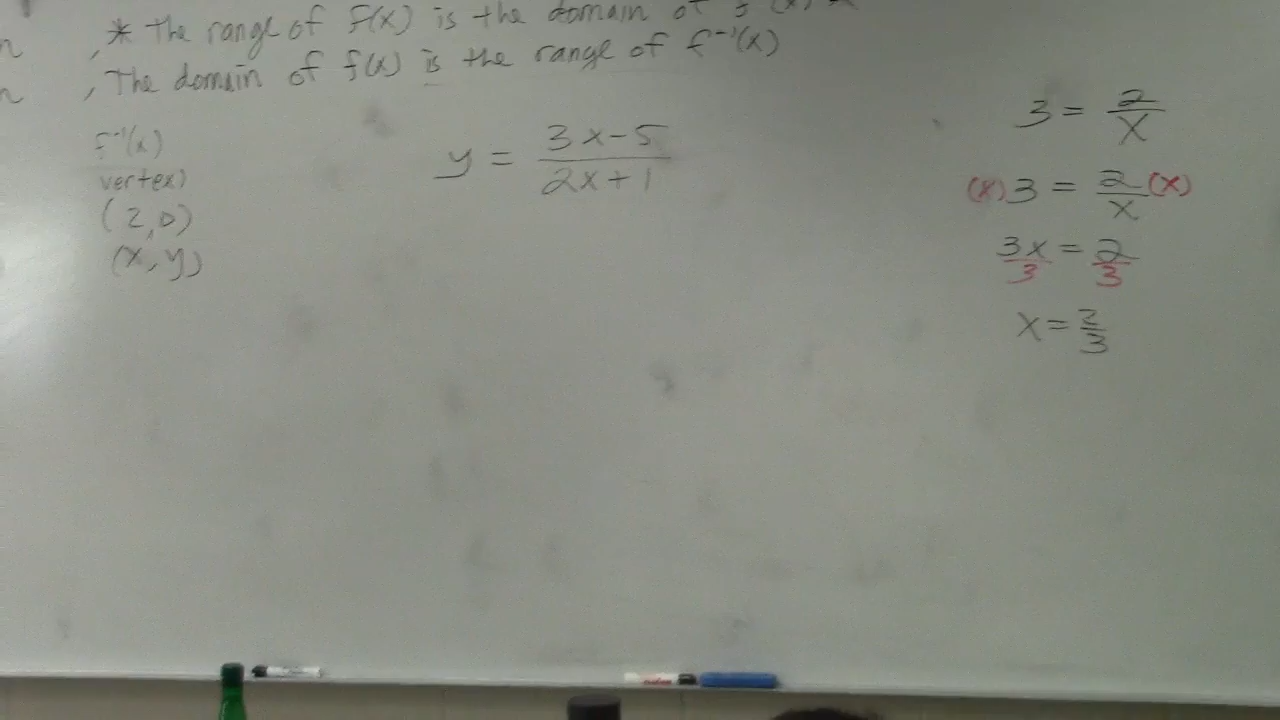 * The range of f(x) is the domain of
The domain of f(x) is the range of f⁻¹(x)
f⁻¹(x)
vertex)
(2,0)
(x,y)
y = (3x-5)/(2x+1)
3 = 2/x
(x)3 = 2/x(x)
3x/3 = 2/3
x = 2/3